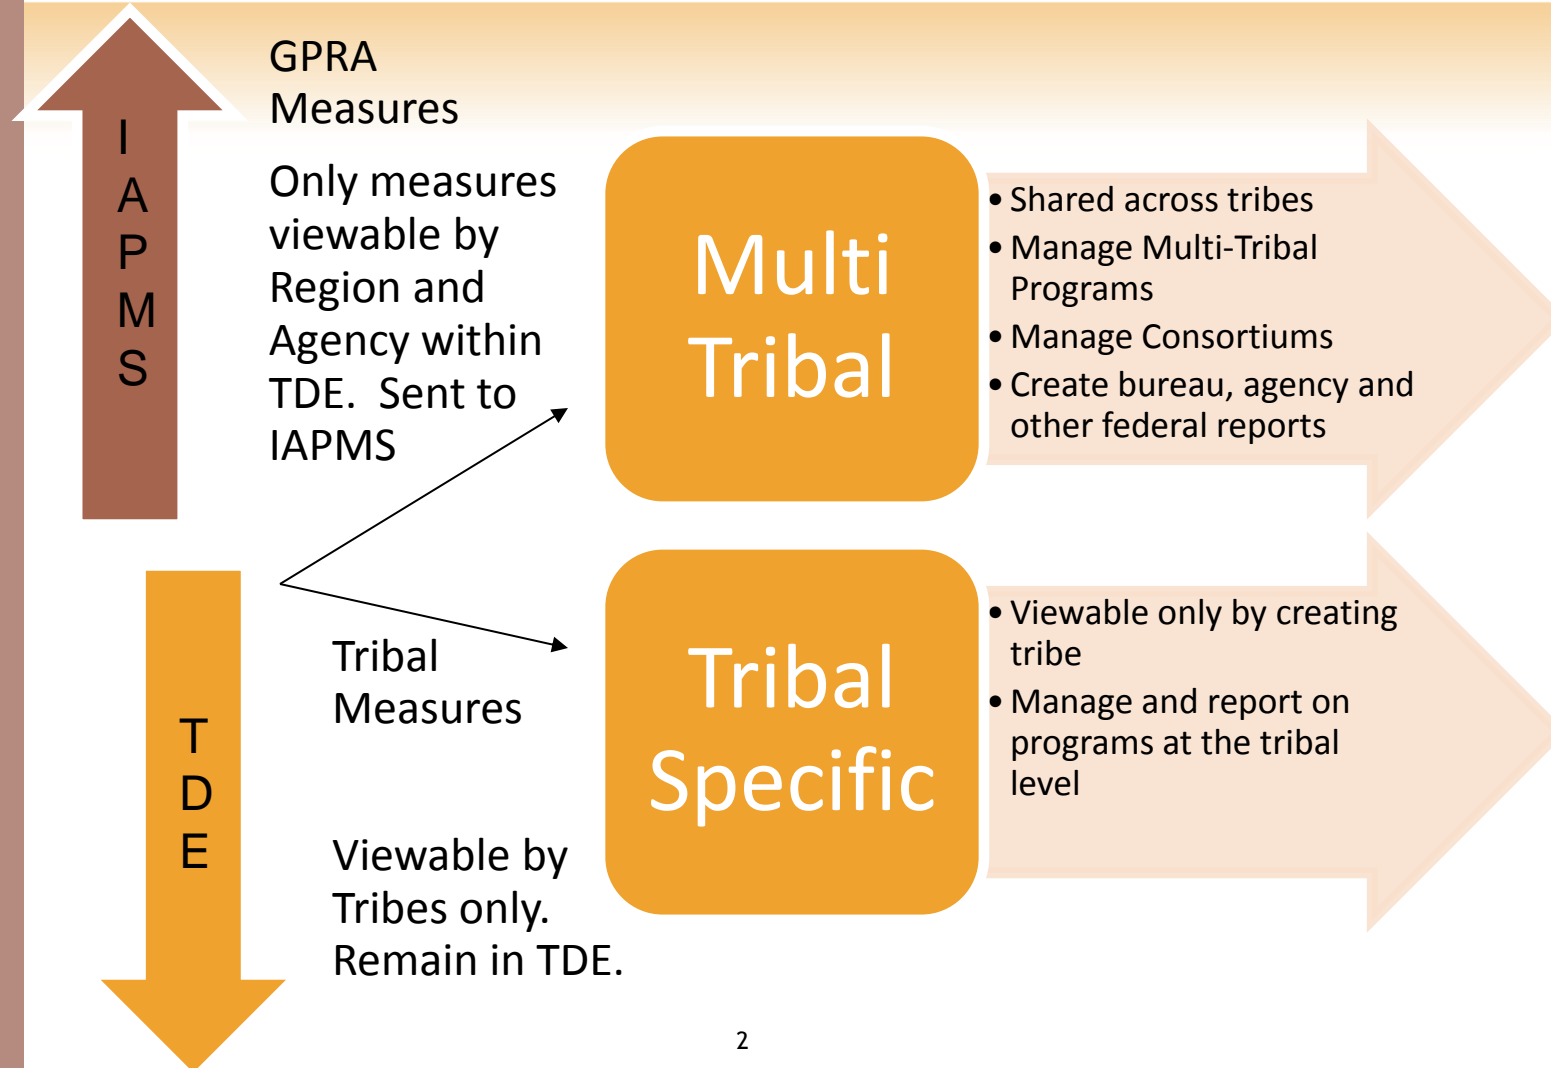 I
A
P
M
S
GPRA
Measures
Only measures
viewable by
Region and
Agency within
TDE.  Sent to
IAPMS
Multi
Tribal
• Shared across tribes
• Manage Multi-Tribal
Programs
• Manage Consortiums
• Create bureau, agency and
other federal reports
T
D
E
Tribal
Measures
Viewable by
Tribes only.
Remain in TDE.
Tribal
Specific
• Viewable only by creating
tribe
• Manage and report on
programs at the tribal
level
2